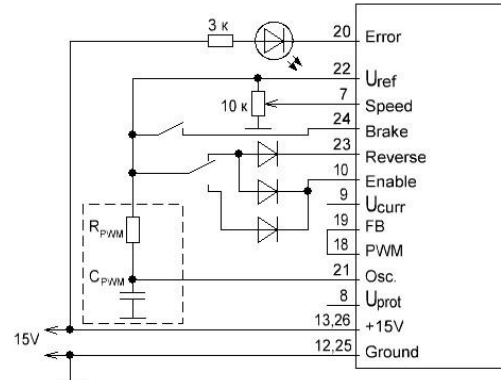 3 к
20 Error
22 Uref
7 Speed
10 к
24 Brake
23 Reverse
10 Enable
9 Ucurr
19 FB
RPWM
18 PWM
CPWM
21 Osc.
8 Uprot
15V
13,26 +15V
12,25 Ground